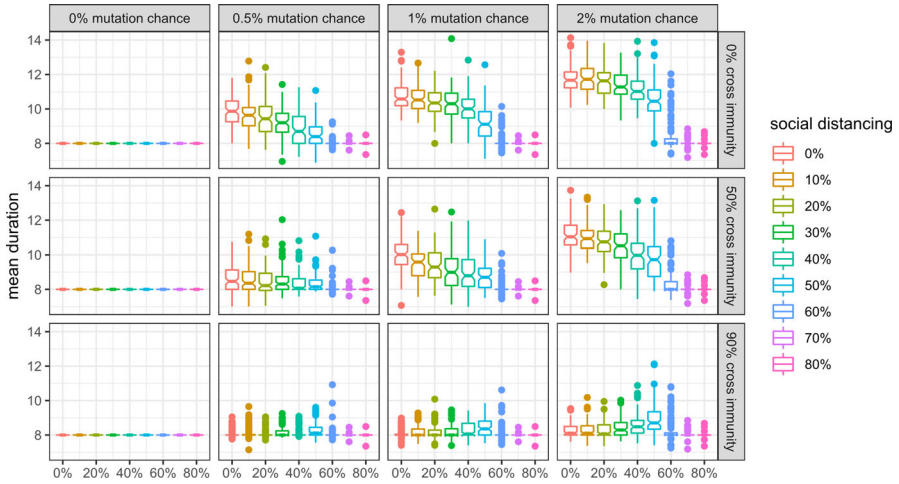 0% mutation chance
0.5% mutation chance
1% mutation chance
2% mutation chance
mean duration
14
12
10
8
0% cross immunity
14
12
10
8
50% cross immunity
14
12
10
8
90% cross immunity
0% 20% 40% 60% 80%
0% 20% 40% 60% 80%
0% 20% 40% 60% 80%
0% 20% 40% 60% 80%
social distancing
0%
10%
20%
30%
40%
50%
60%
70%
80%